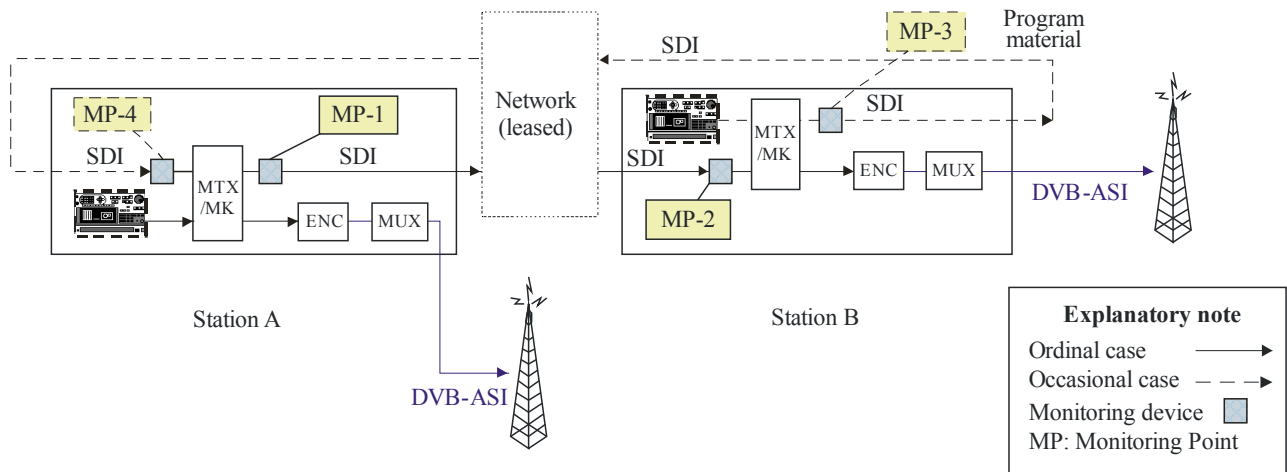 SDI
MP-3
Program
material
MP-4
MP-1
Network
(leased)
SDI
SDI
SDI
MTX
/MK
MTX
/MK
SDI
MP-2
ENC
MUX
DVB-ASI
ENC
MUX
Station A
Station B
DVB-ASI
Explanatory note
Ordinal case
Occasional case
Monitoring device
MP: Monitoring Point